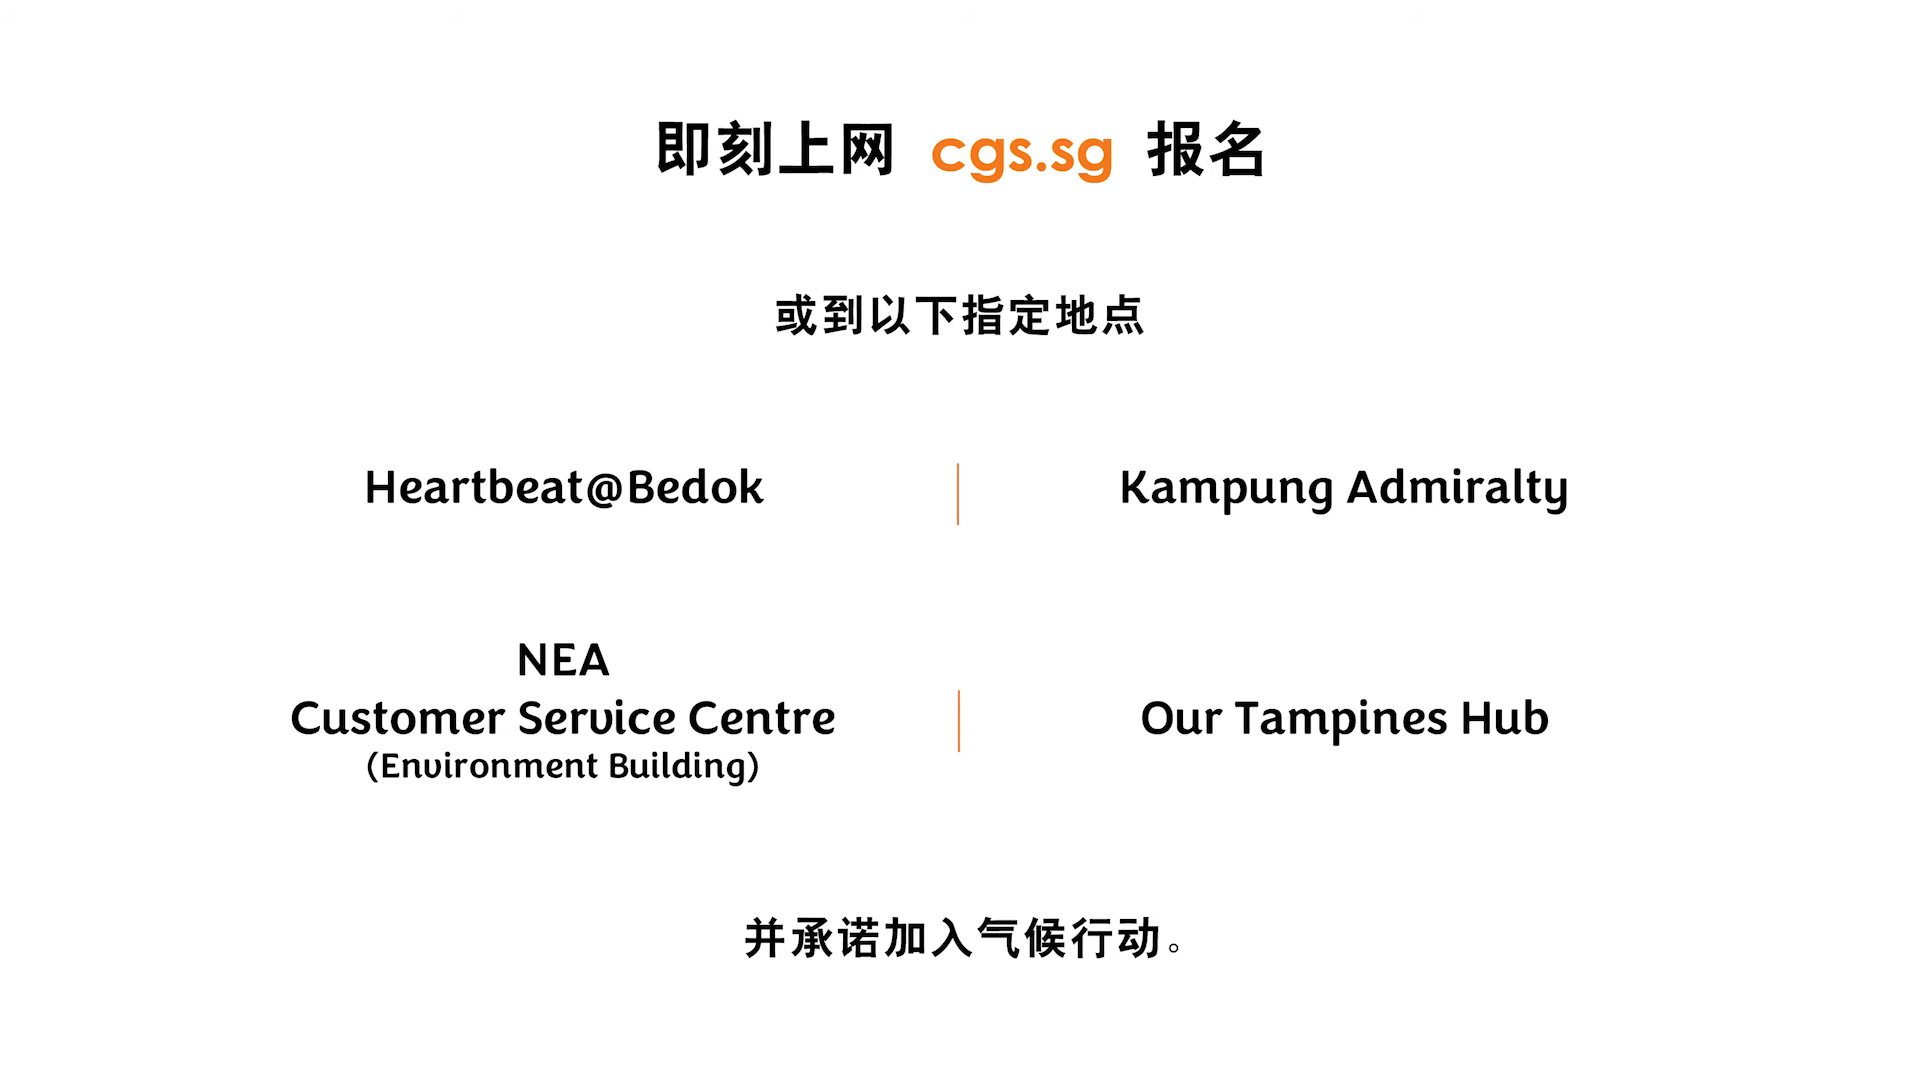 即刻上网 cgs.sg 报名
或到以下指定地点
Heartbeat@Bedok
Kampung Admiralty
NEA
Customer Service Centre
(Environment Building)
Our Tampines Hub
并承诺加入气候行动。